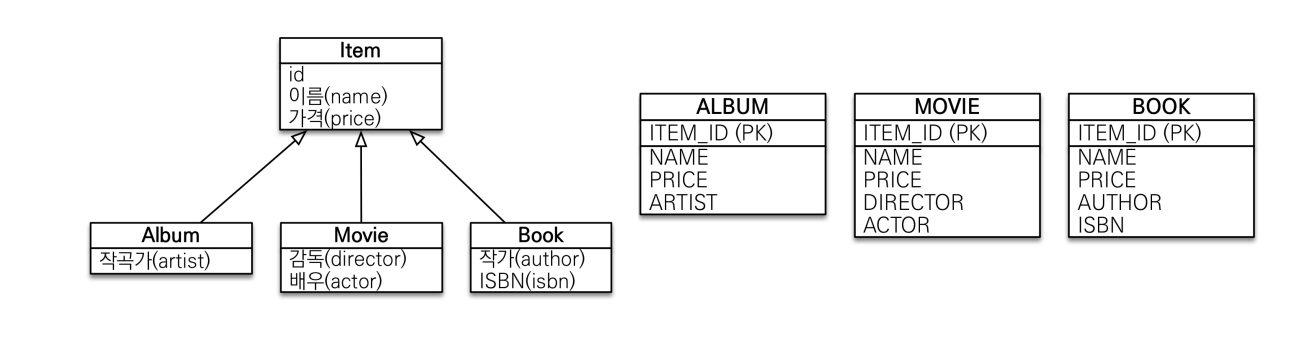 Item
id
이름(name)
가격(price)
Album
작곡가(artist)
Movie
감독(director)
배우(actor)
Book
작가(author)
ISBN(isbn)
ALBUM
ITEM_ID (PK)
NAME
PRICE
ARTIST
MOVIE
ITEM_ID (PK)
NAME
PRICE
DIRECTOR
ACTOR
BOOK
ITEM_ID (PK)
NAME
PRICE
AUTHOR
ISBN